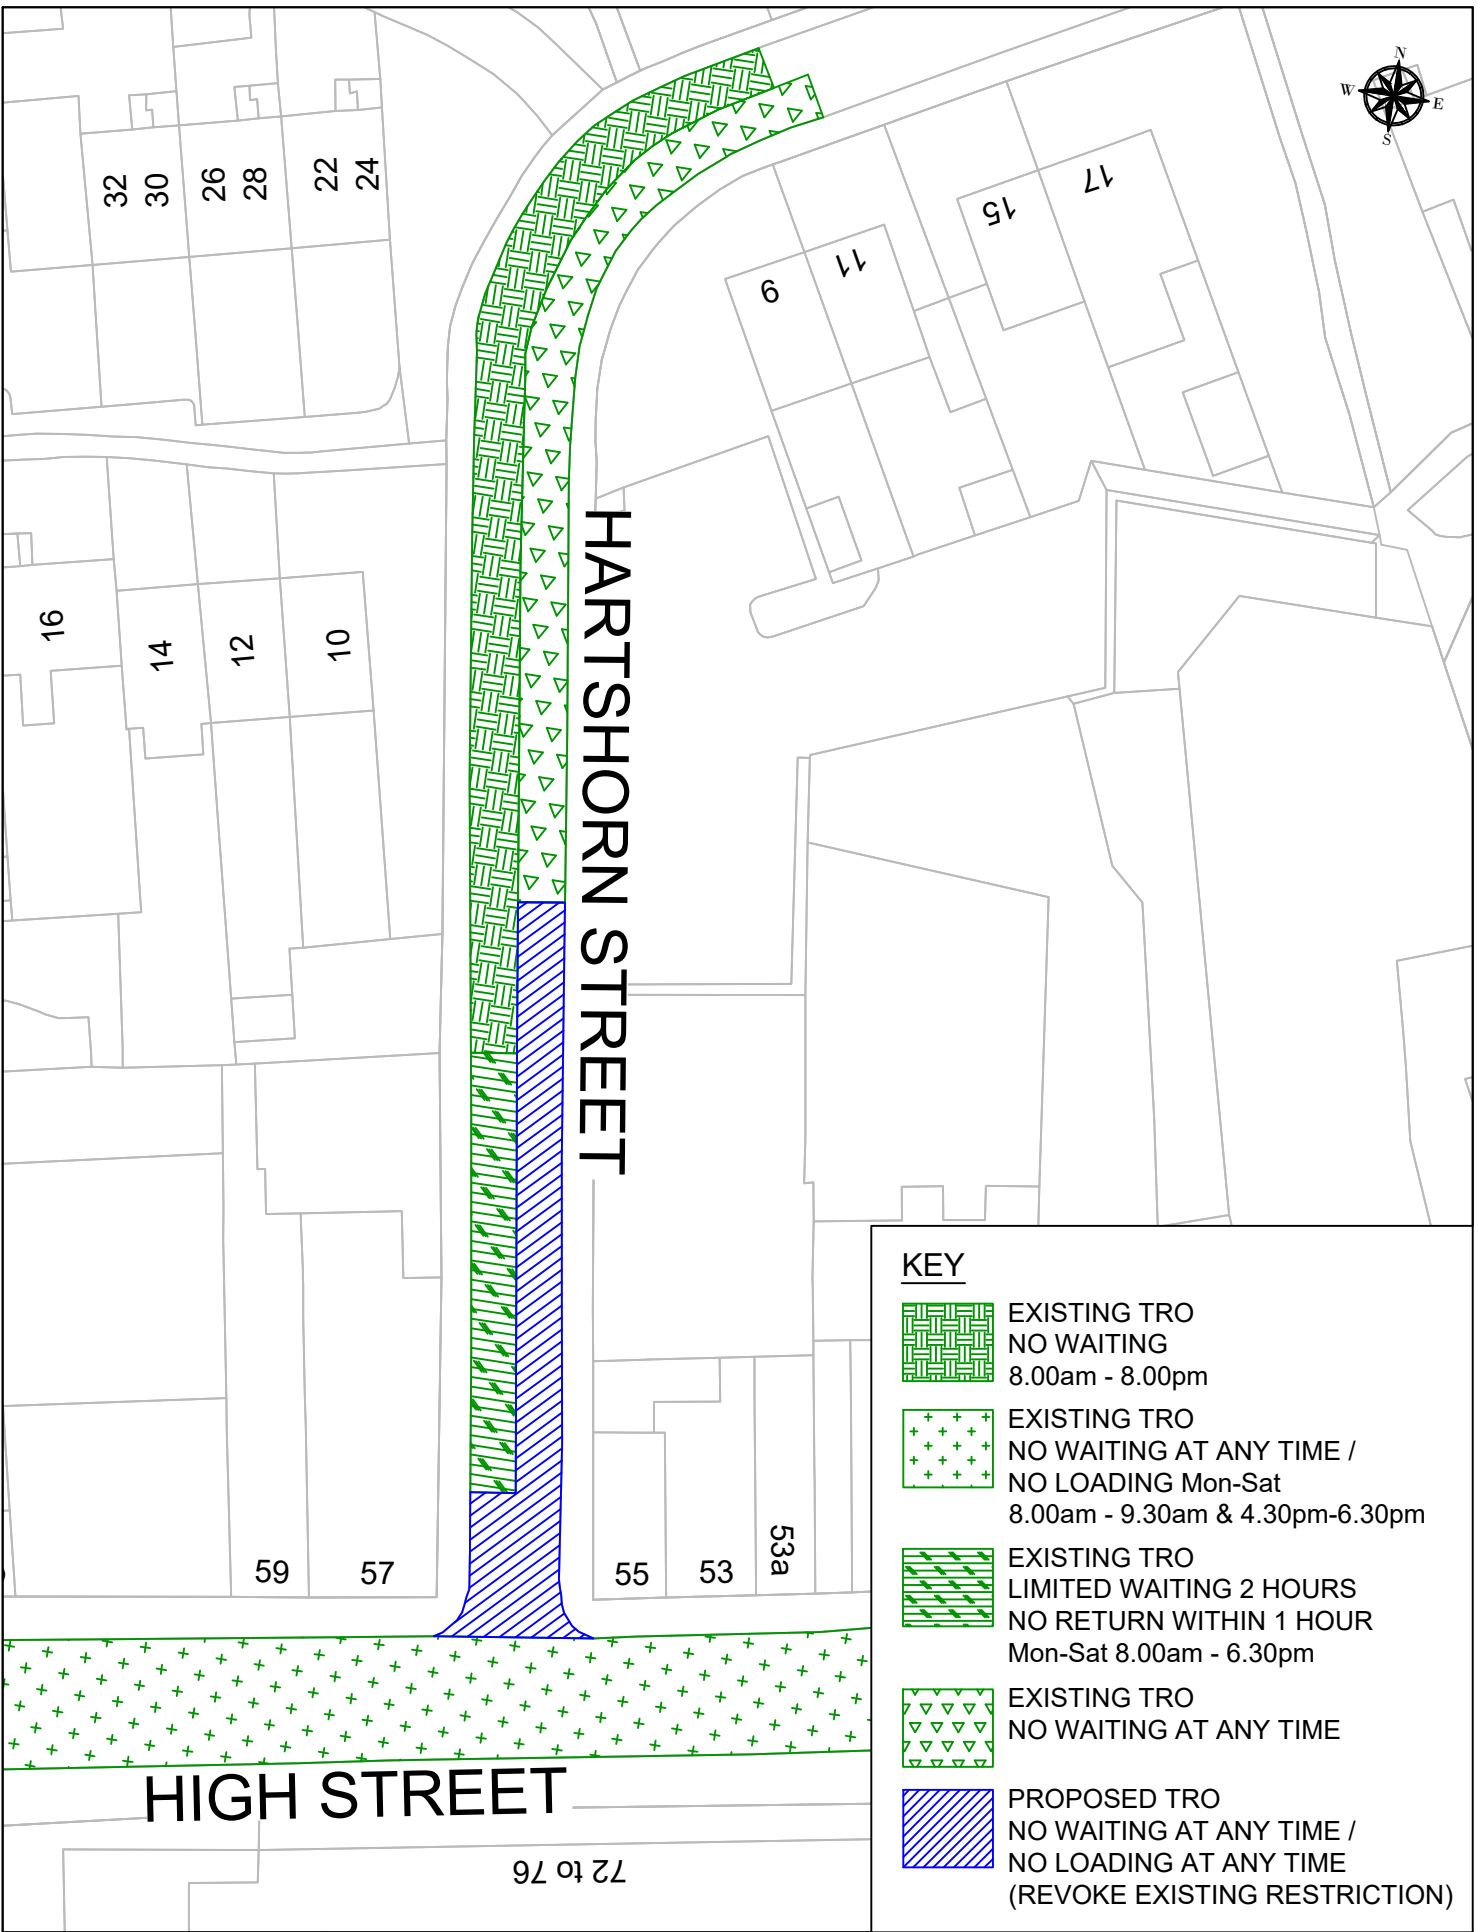 N
W
E
S
32
30
26
28
22
24
17
15
11
9
16
14
12
10
HARTSHORN STREET
59
57
55
53
53a
HIGH STREET
72 to 76
KEY
EXISTING TRO
NO WAITING
8.00am - 8.00pm
EXISTING TRO
NO WAITING AT ANY TIME /
NO LOADING Mon-Sat
8.00am - 9.30am & 4.30pm-6.30pm
EXISTING TRO
LIMITED WAITING 2 HOURS
NO RETURN WITHIN 1 HOUR
Mon-Sat 8.00am - 6.30pm
EXISTING TRO
NO WAITING AT ANY TIME
PROPOSED TRO
NO WAITING AT ANY TIME /
NO LOADING AT ANY TIME
(REVOKE EXISTING RESTRICTION)